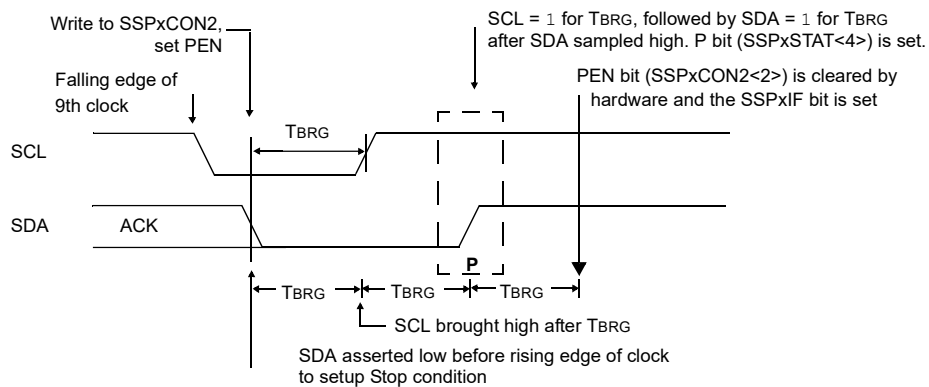 Write to SSPxCON2,
set PEN
SCL = 1 for TBRG, followed by SDA = 1 for TBRG
after SDA sampled high. P bit (SSPxSTAT<4>) is set.
Falling edge of
9th clock
PEN bit (SSPxCON2<2>) is cleared by
hardware and the SSPxIF bit is set
TBRG
SCL
SDA
ACK
P
TBRG
TBRG
TBRG
SCL brought high after TBRG
SDA asserted low before rising edge of clock
to setup Stop condition